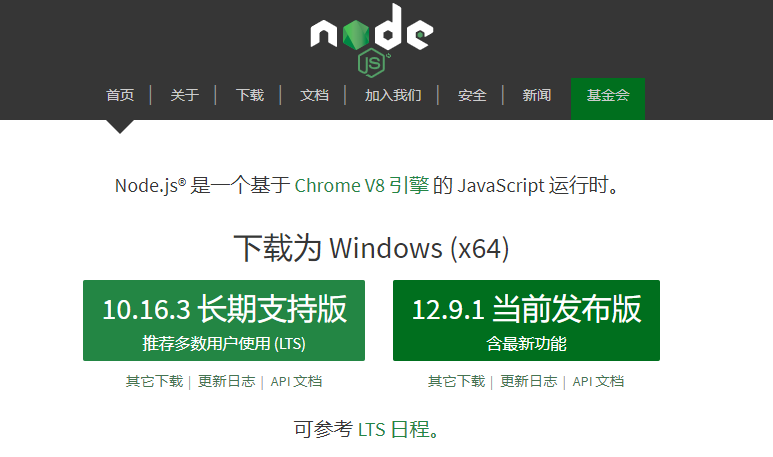 node
JS
首页 | 关于 | 下载 | 文档 | 加入我们 | 安全 | 新闻 基金会
Node.js® 是一个基于 Chrome V8 引擎 的 JavaScript 运行时。
下载为 Windows (x64)
10.16.3 长期支持版
推荐多数用户使用 (LTS)
12.9.1 当前发布版
含最新功能
其它下载 | 更新日志 | API 文档
其它下载 | 更新日志 | API 文档
可参考 LTS 日程。